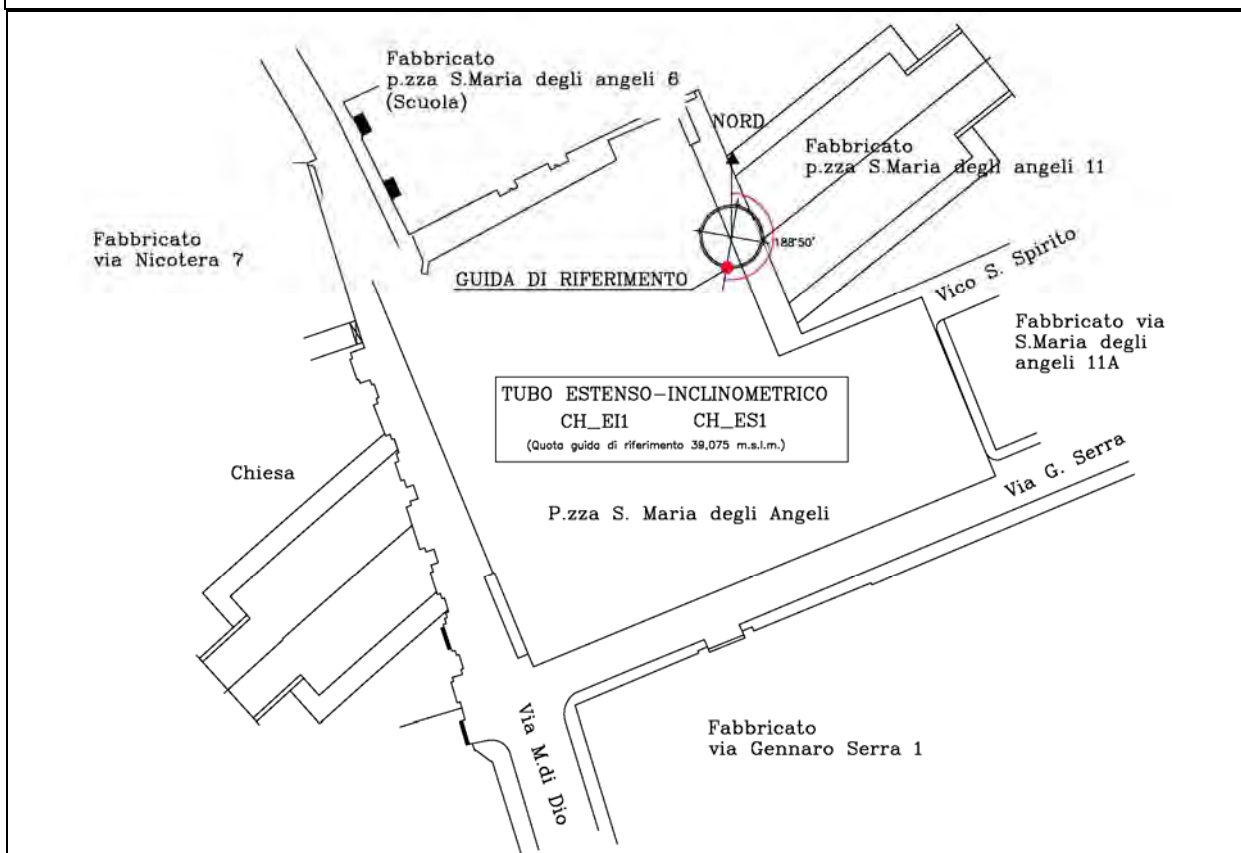 Fabbricato
p.zza S.Maria degli angeli 6
(Scuola)
NORD
Fabbricato
p.zza S.Maria degli angeli 11
Fabbricato
via Nicotera 7
188°50'
GUIDA DI RIFERIMENTO
Vico S. Spirito
Fabbricato via
S.Maria degli
angeli 11A
TUBO ESTENSO-INCLINOMETRICO
CH_EI1 CH_ES1
(Quota guida di riferimento 39,075 m.s.l.m.)
Chiesa
Via G. Serra
P.zza S. Maria degli Angeli
Via M.di Dio
Fabbricato
via Gennaro Serra 1